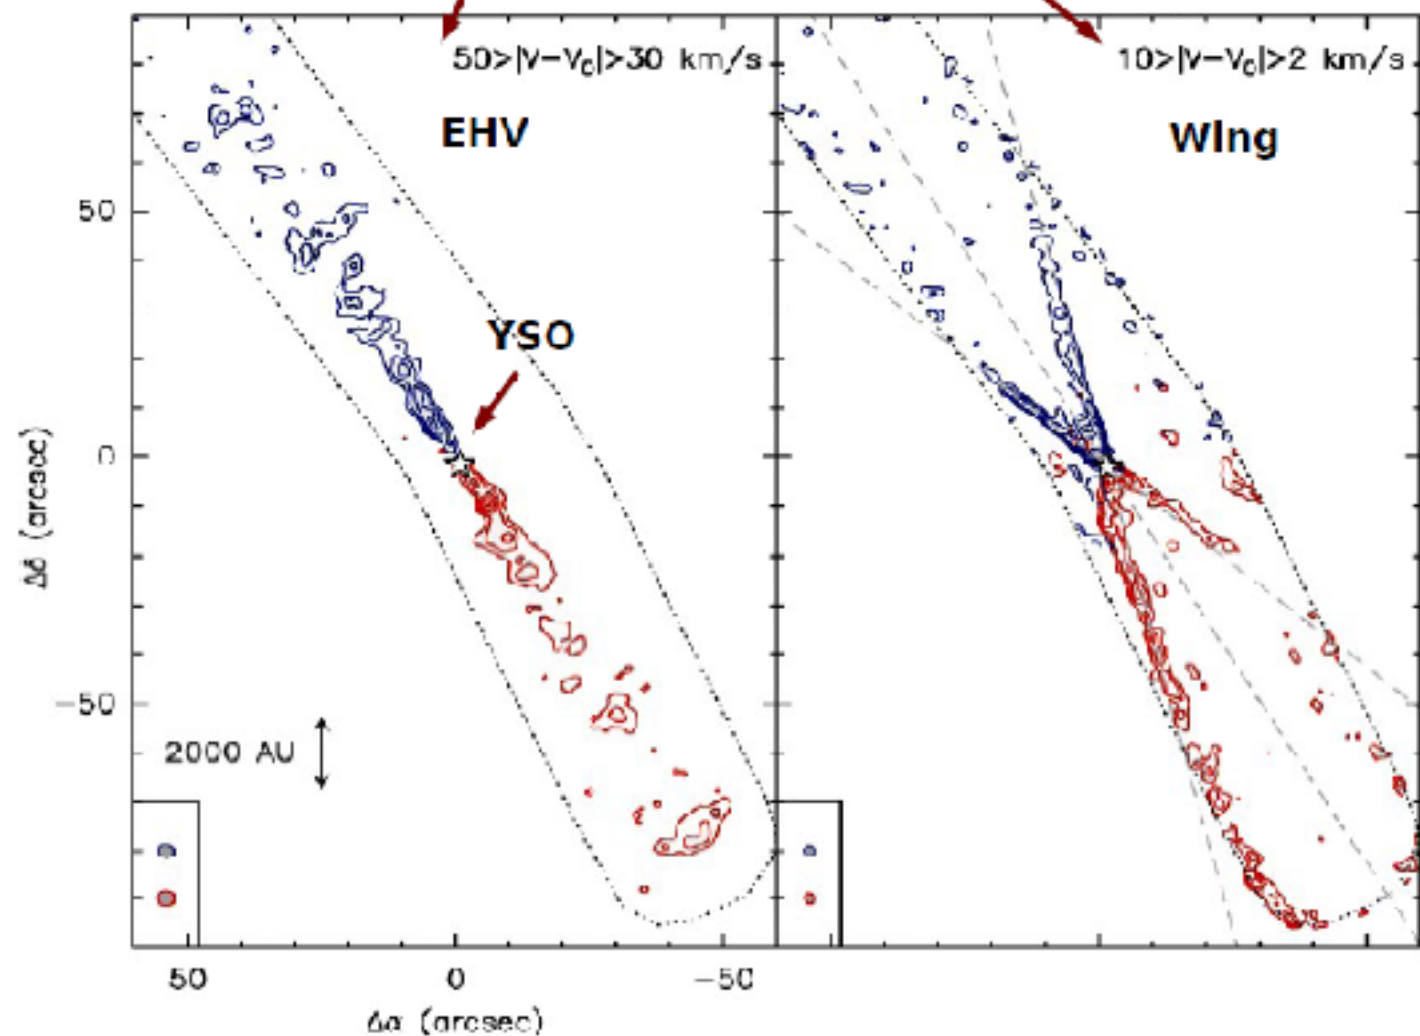 50>|V−V₀|>30 km/s
EHV
YSO
50
0
−50
Δδ (arcsec)
2000 AU
50
0
−50
Δα (arcsec)
10>|V−V₀|>2 km/s
Wing